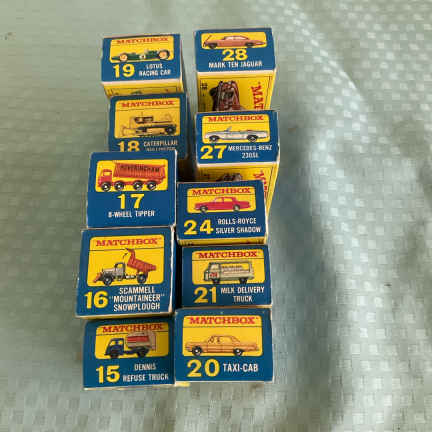 MATCHBOX
19 LOTUS
RACING CAR
28
MARK TEN JAGUAR
MATCHBOX
18 CATERPILLAR
MATCHBOX
27 MERCEDES-BENZ
230SL
HOVERINGHAM
17
8-WHEEL TIPPER
MATCHBOX
24 ROLLS-ROYCE
SILVER SHADOW
MATCHBOX
16 SCAMMELL
"MOUNTAINEER"
SNOWPLOUGH
MATCHBOX
21 MILK DELIVERY
TRUCK
MATCHBOX
15 DENNIS
REFUSE TRUCK
MATCHBOX
20 TAXI-CAB